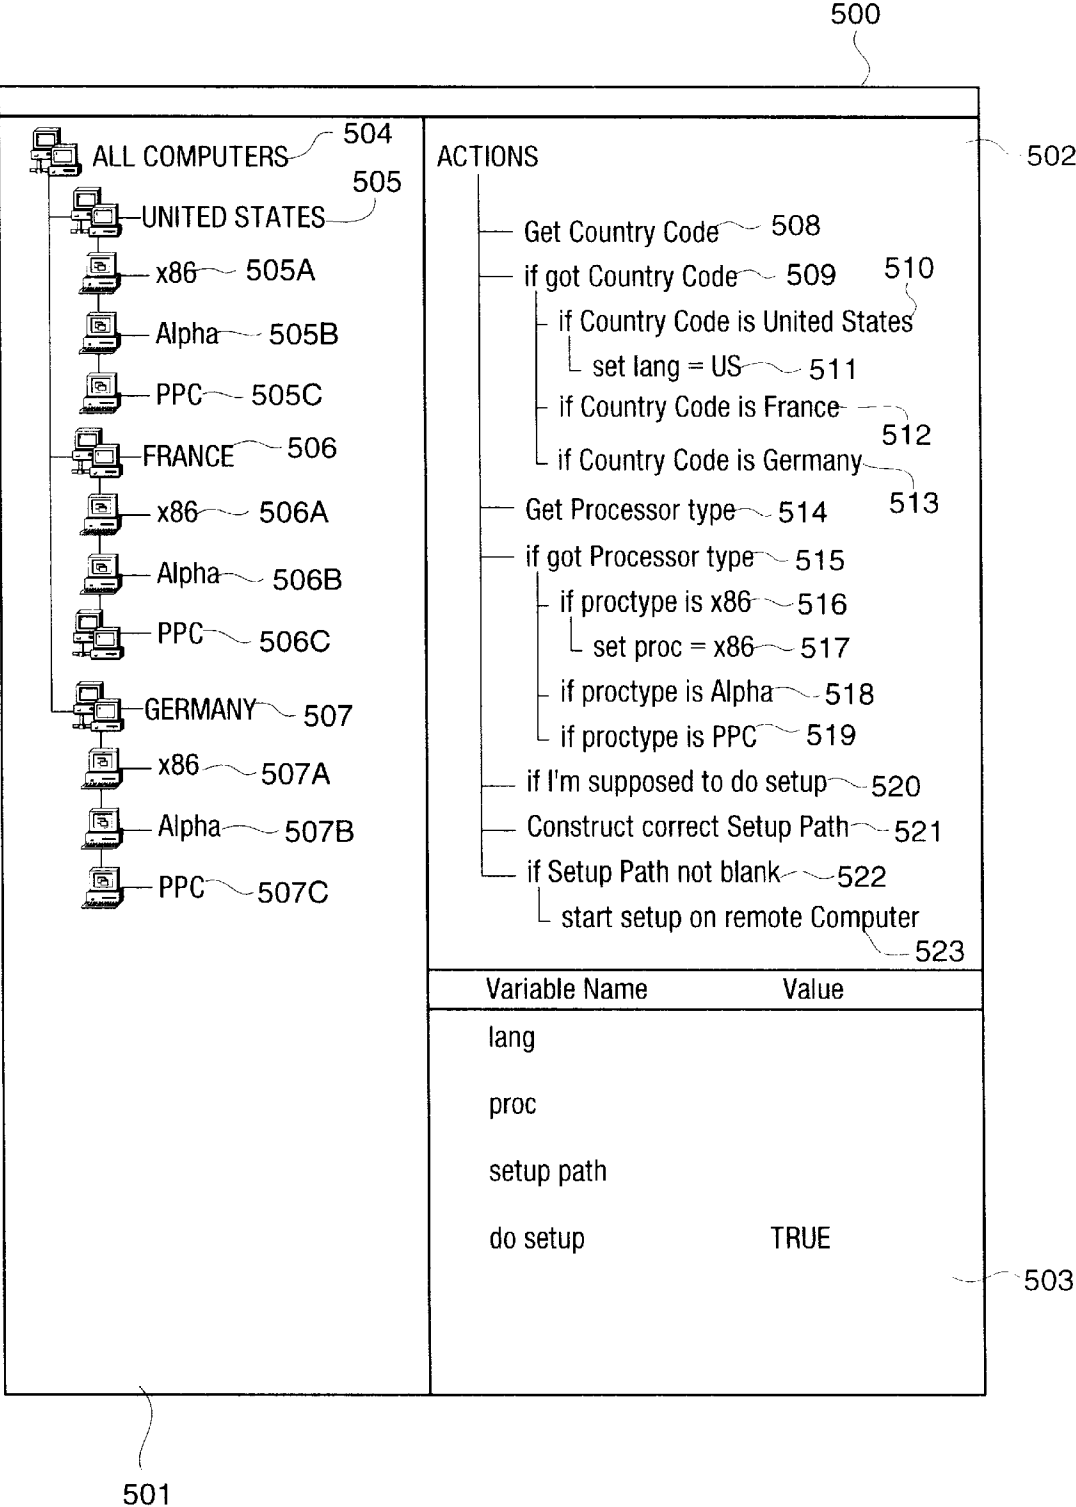 500
ALL COMPUTERS 504
UNITED STATES 505
x86 505A
Alpha 505B
PPC 505C
FRANCE 506
x86 506A
Alpha 506B
PPC 506C
GERMANY 507
x86 507A
Alpha 507B
PPC 507C
501
ACTIONS
502
Get Country Code 508
if got Country Code 509
if Country Code is United States 510
set lang = US 511
if Country Code is France 512
if Country Code is Germany 513
Get Processor type 514
if got Processor type 515
if proctype is x86 516
set proc = x86 517
if proctype is Alpha 518
if proctype is PPC 519
if I'm supposed to do setup 520
Construct correct Setup Path 521
if Setup Path not blank 522
start setup on remote Computer
523
Variable Name Value
lang
proc
setup path
do setup TRUE
503